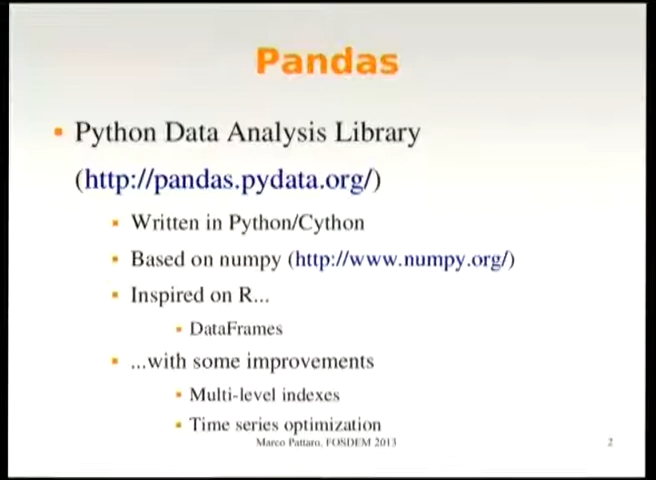 Pandas
Python Data Analysis Library
(http://pandas.pydata.org/)
Written in Python/Cython
Based on numpy (http://www.numpy.org/)
Inspired on R...
DataFrames
...with some improvements
Multi-level indexes
Time series optimization
Marco Pattaro, FOSDEM 2013
2